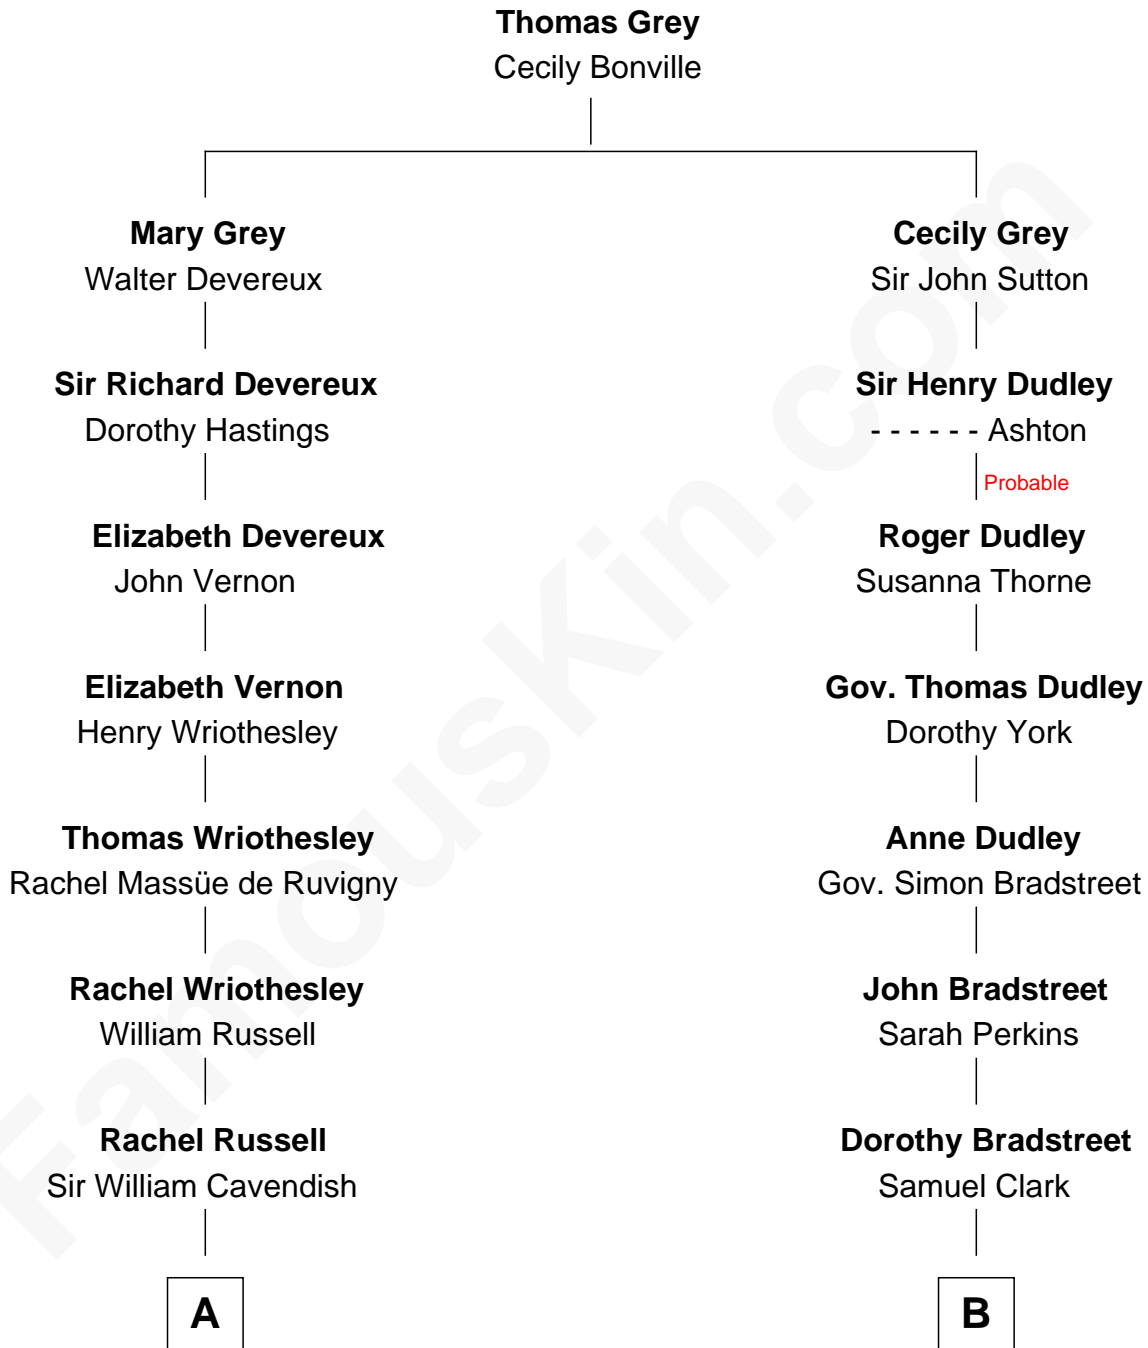 Thomas Grey
Cecily Bonville
Mary Grey
Walter Devereux
Sir Richard Devereux
Dorothy Hastings
Elizabeth Devereux
John Vernon
Elizabeth Vernon
Henry Wriothesley
Thomas Wriothesley
Rachel Massüe de Ruvigny
Rachel Wriothesley
William Russell
Rachel Russell
Sir William Cavendish
A
Cecily Grey
Sir John Sutton
Sir Henry Dudley
- - - - - - Ashton
Probable
Roger Dudley
Susanna Thorne
Gov. Thomas Dudley
Dorothy York
Anne Dudley
Gov. Simon Bradstreet
John Bradstreet
Sarah Perkins
Dorothy Bradstreet
Samuel Clark
B
FamousKin.com